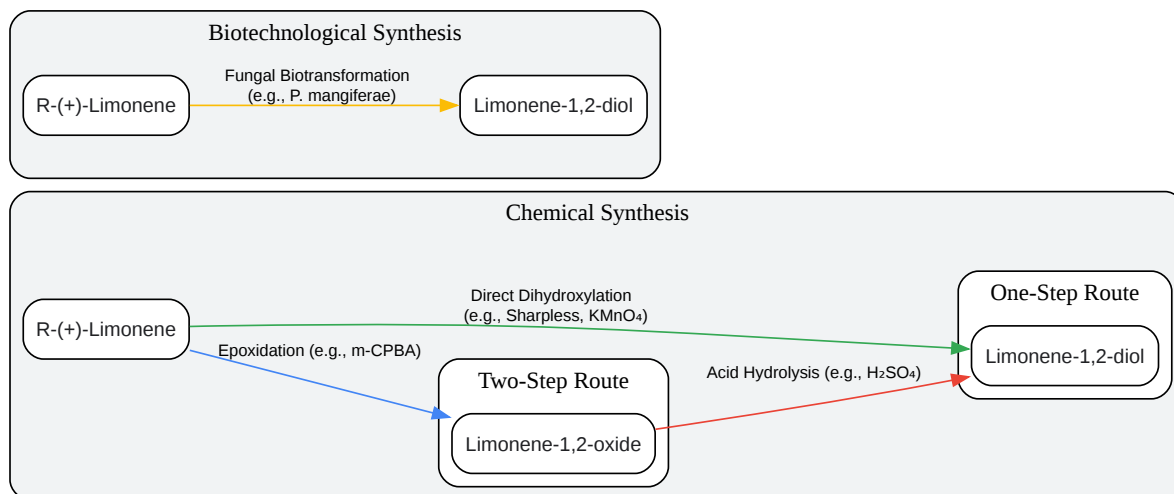 Biotechnological Synthesis
Fungal Biotransformation
(e.g., P. mangiferae)
R-(+)-Limonene
Limonene-1,2-diol
Chemical Synthesis
One-Step Route
Direct Dihydroxylation
(e.g., Sharpless, KMnO₄)
R-(+)-Limonene
Limonene-1,2-diol
Epoxidation (e.g., m-CPBA)
Two-Step Route
Acid Hydrolysis (e.g., H₂SO₄)
Limonene-1,2-oxide